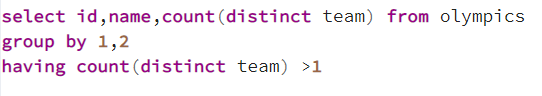 select id,name,count(distinct team) from olympics
group by 1,2
having count(distinct team) >1